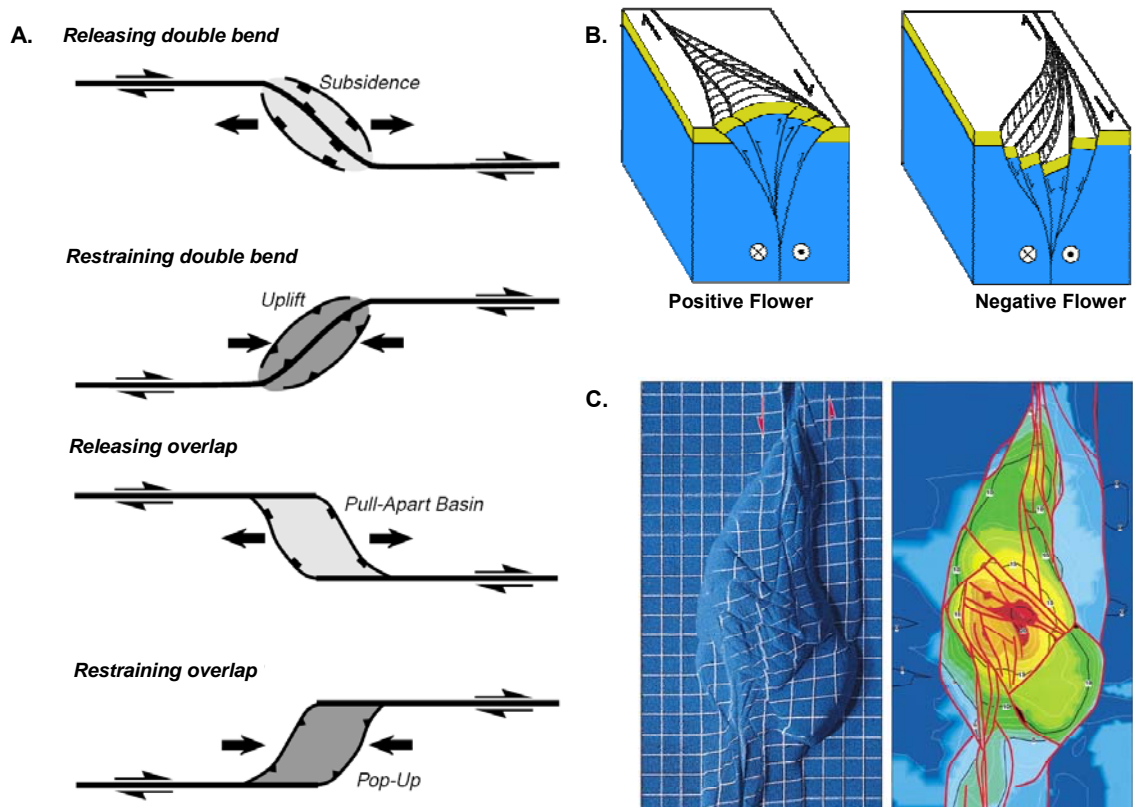 A.
Releasing double bend
Subsidence
Restraining double bend
Uplift
Releasing overlap
Pull-Apart Basin
Restraining overlap
Pop-Up
B.
Positive Flower
Negative Flower
C.